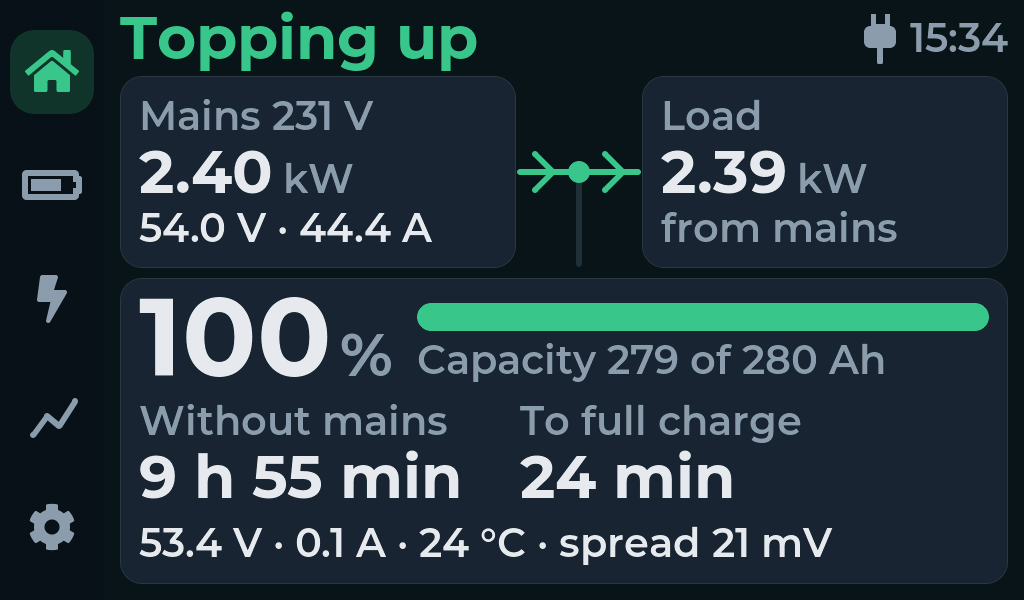 Topping up
15:34
Mains 231 V
2.40 kW
54.0 V · 44.4 A
Load
2.39 kW
from mains
100 %
Capacity 279 of 280 Ah
Without mains
9 h 55 min
To full charge
24 min
53.4 V · 0.1 A · 24 °C · spread 21 mV